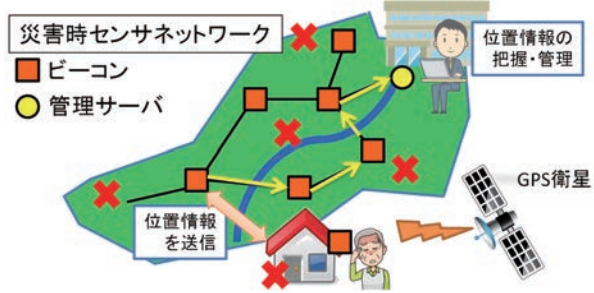 災害時センサネットワーク
ビーコン
管理サーバ
位置情報の
把握・管理
GPS衛星
位置情報
を送信